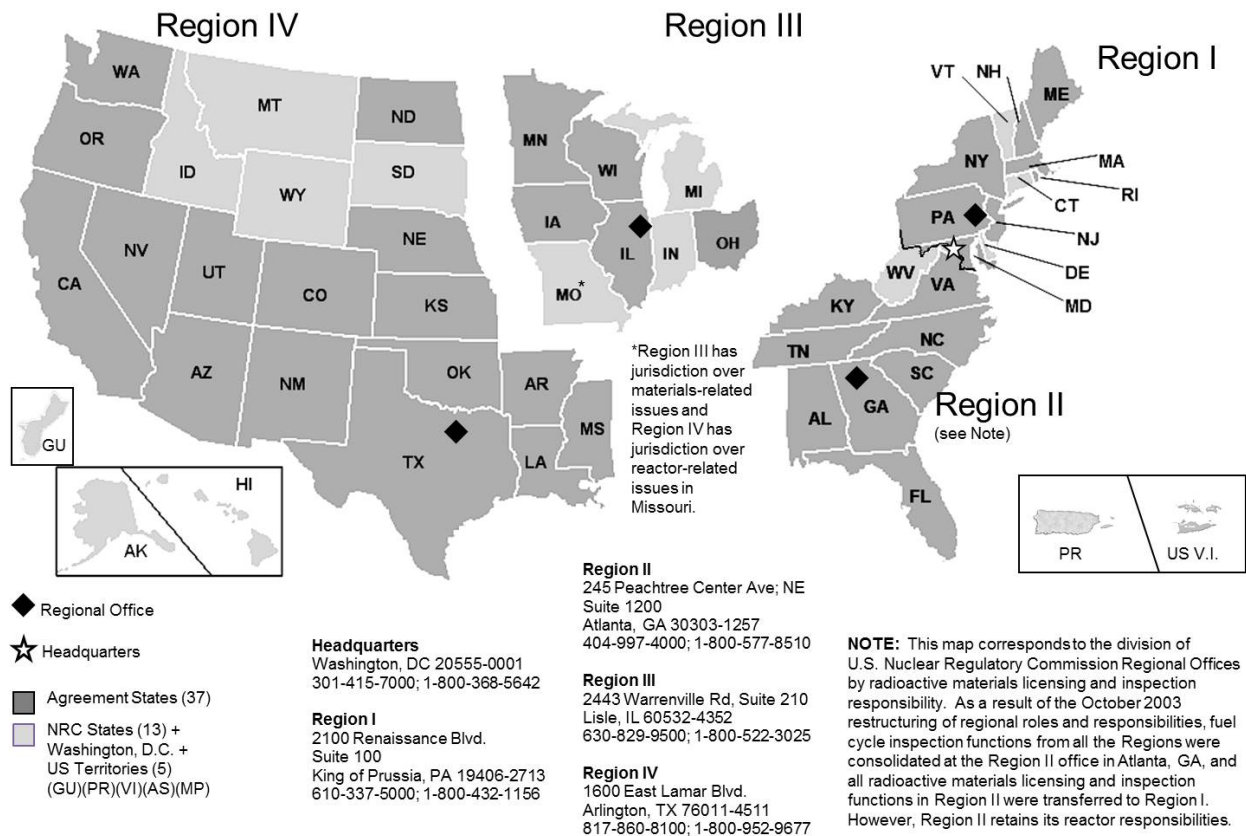 Region IV
Region III
Region I
WA
OR
CA
NV
ID
MT
WY
UT
CO
AZ
NM
ND
SD
NE
KS
OK
TX
AR
LA
MS
MN
IA
MO*
WI
IL
MI
IN
OH
VT
NH
ME
NY
MA
RI
CT
PA
NJ
DE
MD
WV
VA
KY
TN
NC
SC
AL
GA
FL
Region II
(see Note)
*Region III has
jurisdiction over
materials-related
issues and
Region IV has
jurisdiction over
reactor-related
issues in
Missouri.
GU
HI
AK
PR
US V.I.
Regional Office
Headquarters
Agreement States (37)
NRC States (13) +
Washington, D.C. +
US Territories (5)
(GU)(PR)(VI)(AS)(MP)
Headquarters
Washington, DC 20555-0001
301-415-7000; 1-800-368-5642
Region I
2100 Renaissance Blvd.
Suite 100
King of Prussia, PA 19406-2713
610-337-5000; 1-800-432-1156
Region II
245 Peachtree Center Ave; NE
Suite 1200
Atlanta, GA 30303-1257
404-997-4000; 1-800-577-8510
Region III
2443 Warrenville Rd, Suite 210
Lisle, IL 60532-4352
630-829-9500; 1-800-522-3025
Region IV
1600 East Lamar Blvd.
Arlington, TX 76011-4511
817-860-8100; 1-800-952-9677
NOTE: This map corresponds to the division of
U.S. Nuclear Regulatory Commission Regional Offices
by radioactive materials licensing and inspection
responsibility. As a result of the October 2003
restructuring of regional roles and responsibilities, fuel
cycle inspection functions from all the Regions were
consolidated at the Region II office in Atlanta, GA, and
all radioactive materials licensing and inspection
functions in Region II were transferred to Region I.
However, Region II retains its reactor responsibilities.